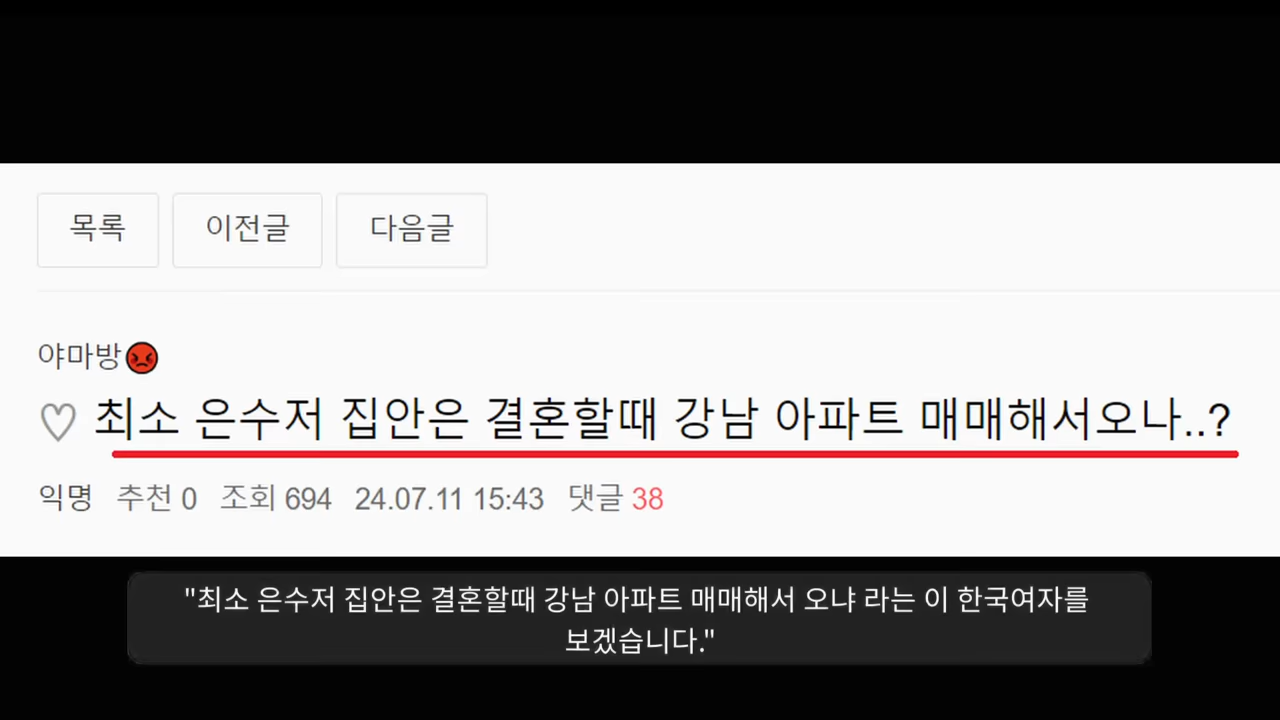 목록 이전글 다음글
야마방😡
♡ 최소 은수저 집안은 결혼할때 강남 아파트 매매해서오나..?
익명 추천 0 조회 694 24.07.11 15:43 댓글 38
"최소 은수저 집안은 결혼할때 강남 아파트 매매해서 오냐 라는 이 한국여자를
보겠습니다."